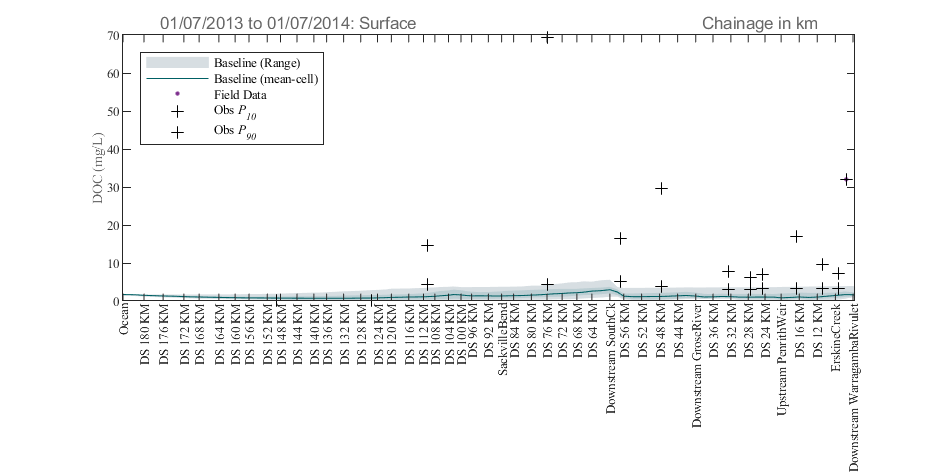 01/07/2013 to 01/07/2014: Surface
Chainage in km
70
60
50
40
30
20
10
0
DOC (mg/L)
Baseline (Range)
Baseline (mean-cell)
Field Data
Obs P10
Obs P90
Ocean
DS 180 KM
DS 176 KM
DS 172 KM
DS 168 KM
DS 164 KM
DS 160 KM
DS 156 KM
DS 152 KM
DS 148 KM
DS 144 KM
DS 140 KM
DS 136 KM
DS 132 KM
DS 128 KM
DS 124 KM
DS 120 KM
DS 116 KM
DS 112 KM
DS 108 KM
DS 104 KM
DS 100 KM
DS 96 KM
DS 92 KM
SackvilleBend
DS 84 KM
DS 80 KM
DS 76 KM
DS 72 KM
DS 68 KM
DS 64 KM
Downstream SouthCk
DS 56 KM
DS 52 KM
DS 48 KM
DS 44 KM
Downstream GroseRiver
DS 36 KM
DS 32 KM
DS 28 KM
DS 24 KM
Upstream PenrithWeir
DS 16 KM
DS 12 KM
ErskineCreek
Downstream WarragambaRivulet